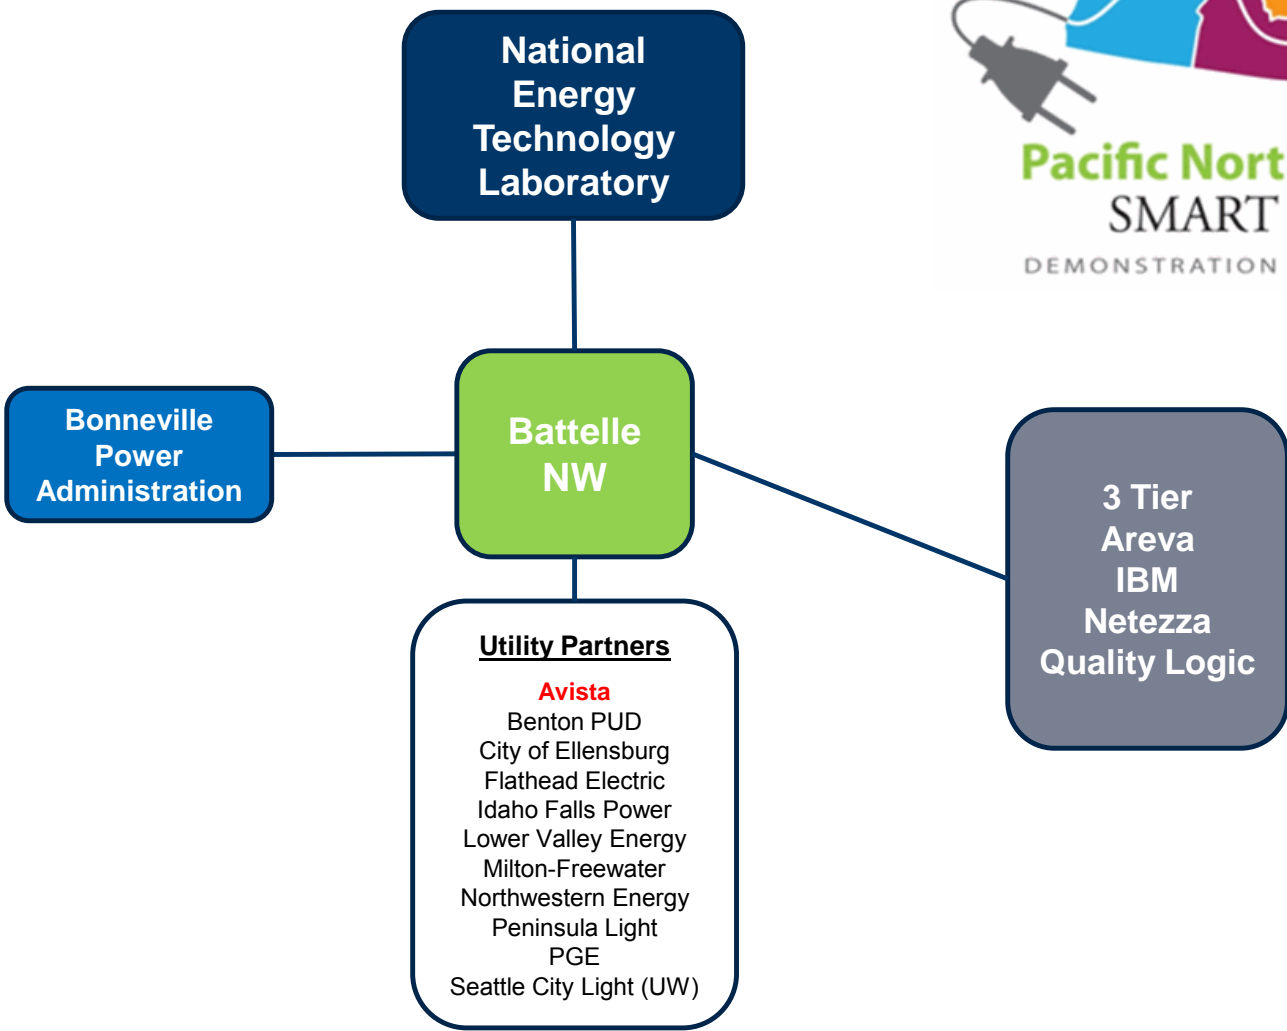 National
Energy
Technology
Laboratory
Pacific Nort
SMART
DEMONSTRATION
Bonneville
Power
Administration
Battelle
NW
3 Tier
Areva
IBM
Netezza
Quality Logic
Utility Partners
Avista
Benton PUD
City of Ellensburg
Flathead Electric
Idaho Falls Power
Lower Valley Energy
Milton-Freewater
Northwestern Energy
Peninsula Light
PGE
Seattle City Light (UW)